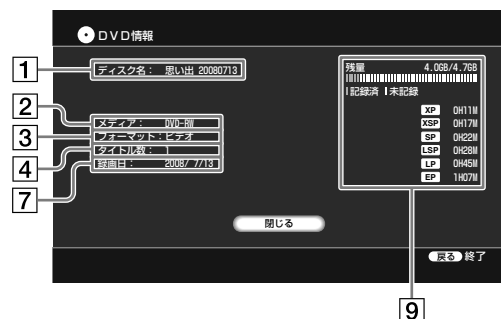 DVD情報
1
ディスク名： 思い出 20080713
2
メディア： DVD-RW
3
フォーマット：ビデオ
4
タイトル数： 1
7
録画日： 2008/ 7/13
残量 4.0GB/4.7GB
記録済 未記録
XP 0H11M
XSP 0H17M
SP 0H22M
LSP 0H28M
LP 0H45M
EP 1H07M
閉じる
戻る 終了
9